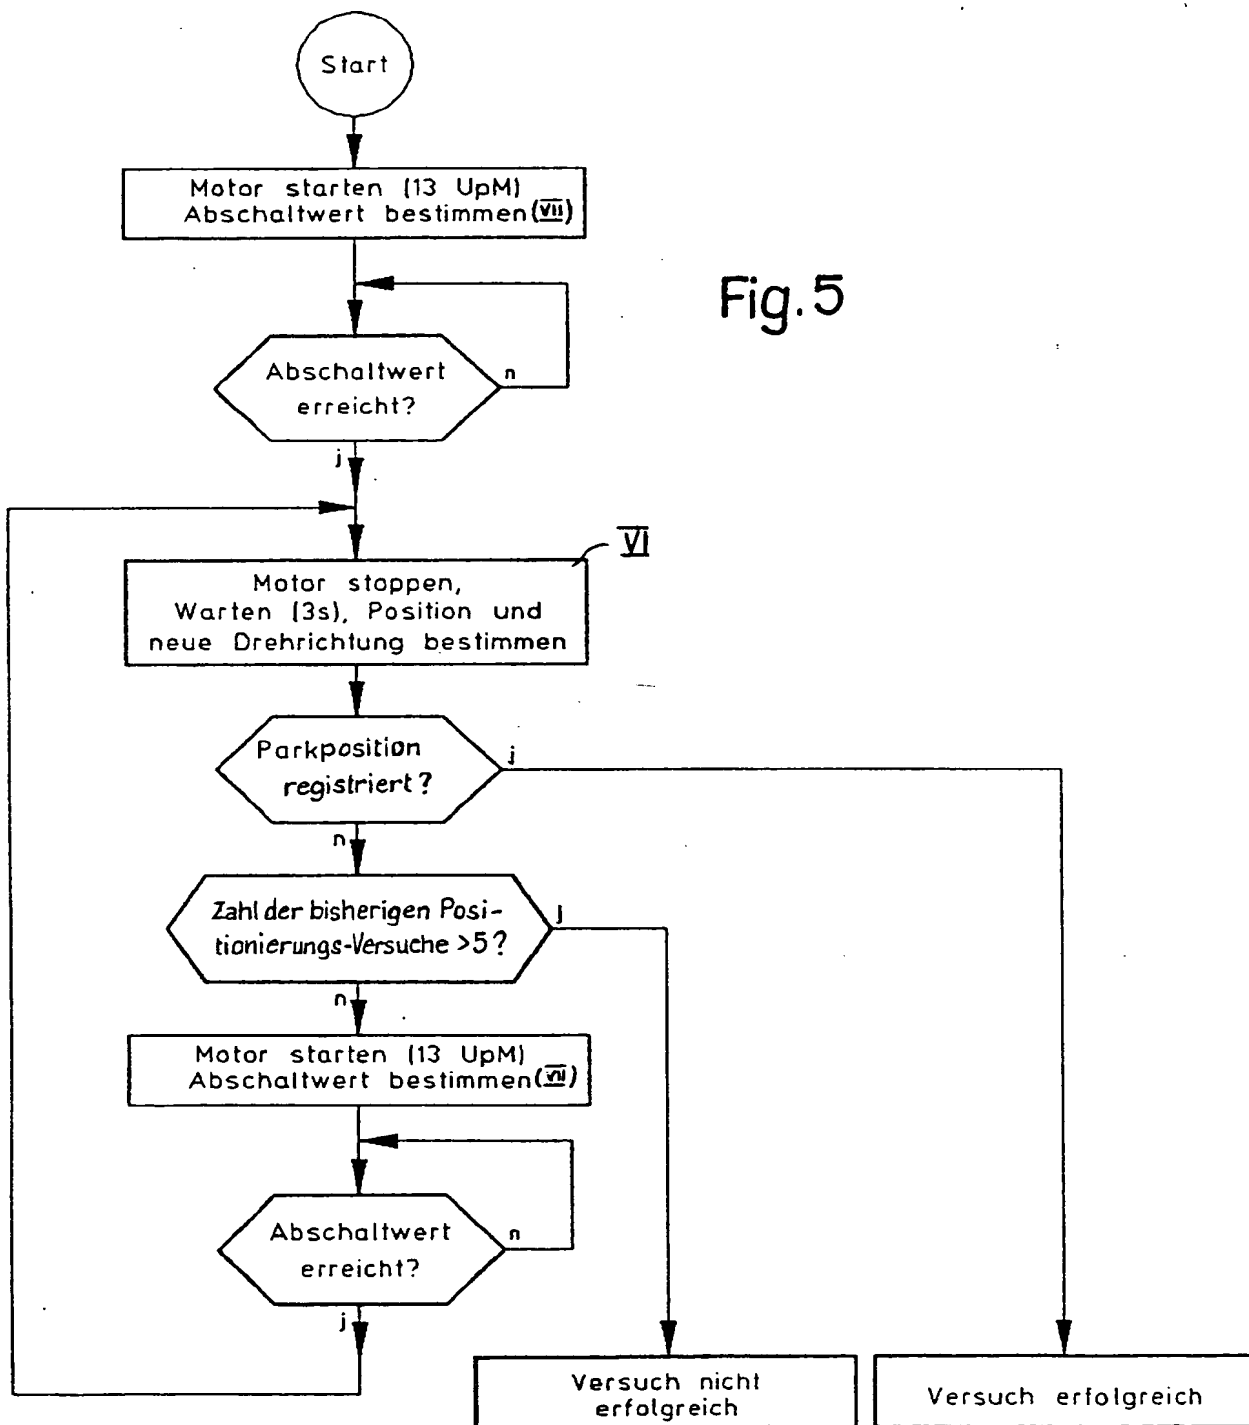 Start
Motor starten (13 UpM)
Abschaltwert bestimmen (VII)
Fig. 5
Abschaltwert
erreicht?
n
j
VI
Motor stoppen,
Warten (3s), Position und
neue Drehrichtung bestimmen
Parkposition
registriert?
j
n
Zahl der bisherigen Posi-
tionierungs-Versuche >5?
j
n
Motor starten (13 UpM)
Abschaltwert bestimmen (VII)
Abschaltwert
erreicht?
n
j
Versuch nicht
erfolgreich
Versuch erfolgreich